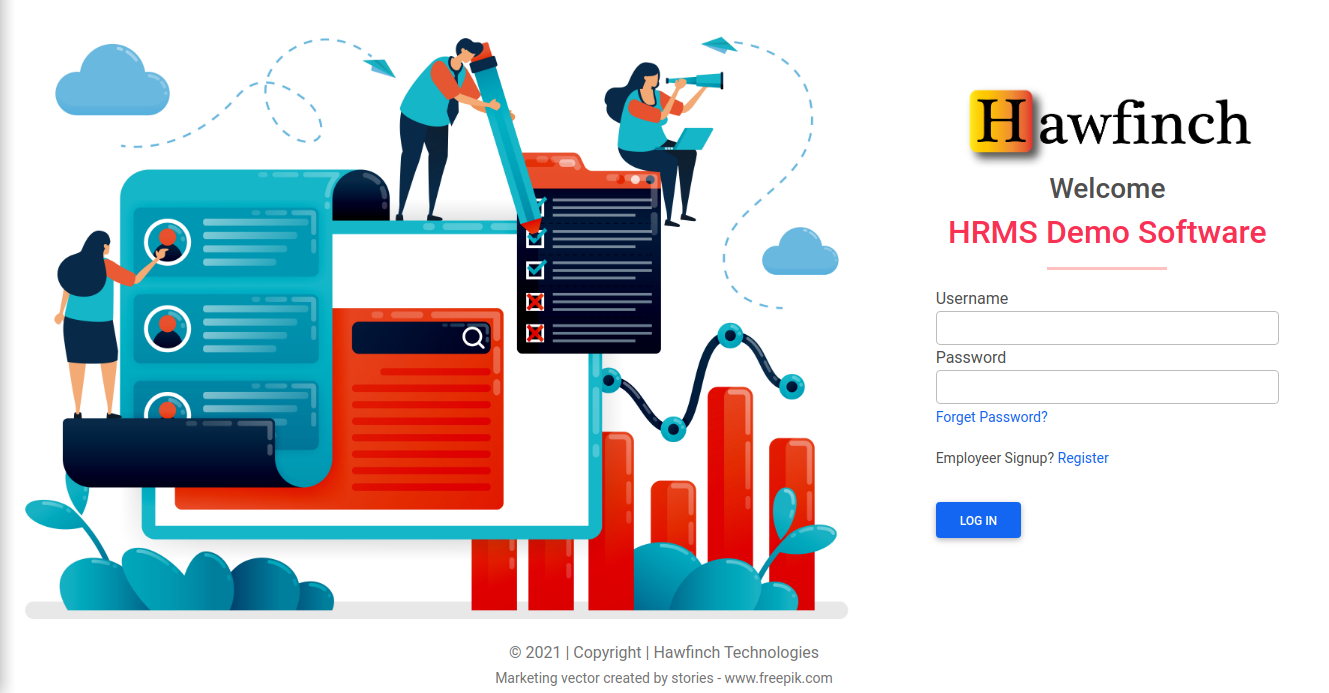 Hawfinch
Welcome
HRMS Demo Software
Username
Password
Forget Password?
Employeer Signup? Register
LOG IN
© 2021 | Copyright | Hawfinch Technologies
Marketing vector created by stories - www.freepik.com